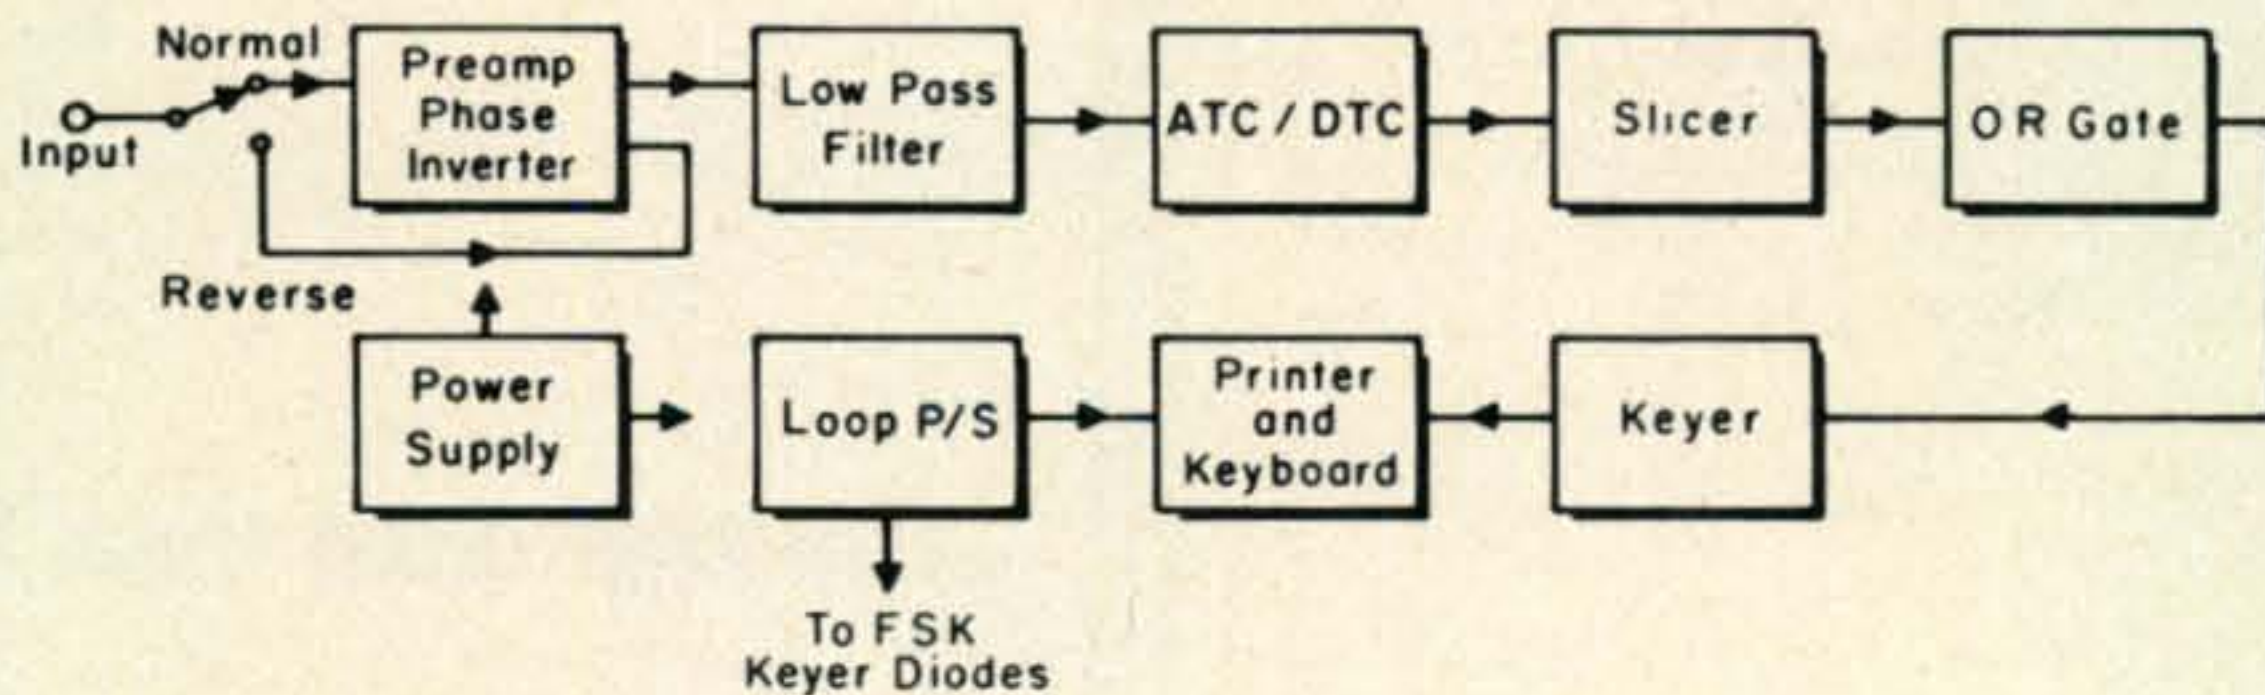 Normal
Input
Reverse
Preamp
Phase
Inverter
Low Pass
Filter
ATC / DTC
Slicer
OR Gate
Power
Supply
Loop P/S
Printer
and
Keyboard
Keyer
To FSK
Keyer Diodes